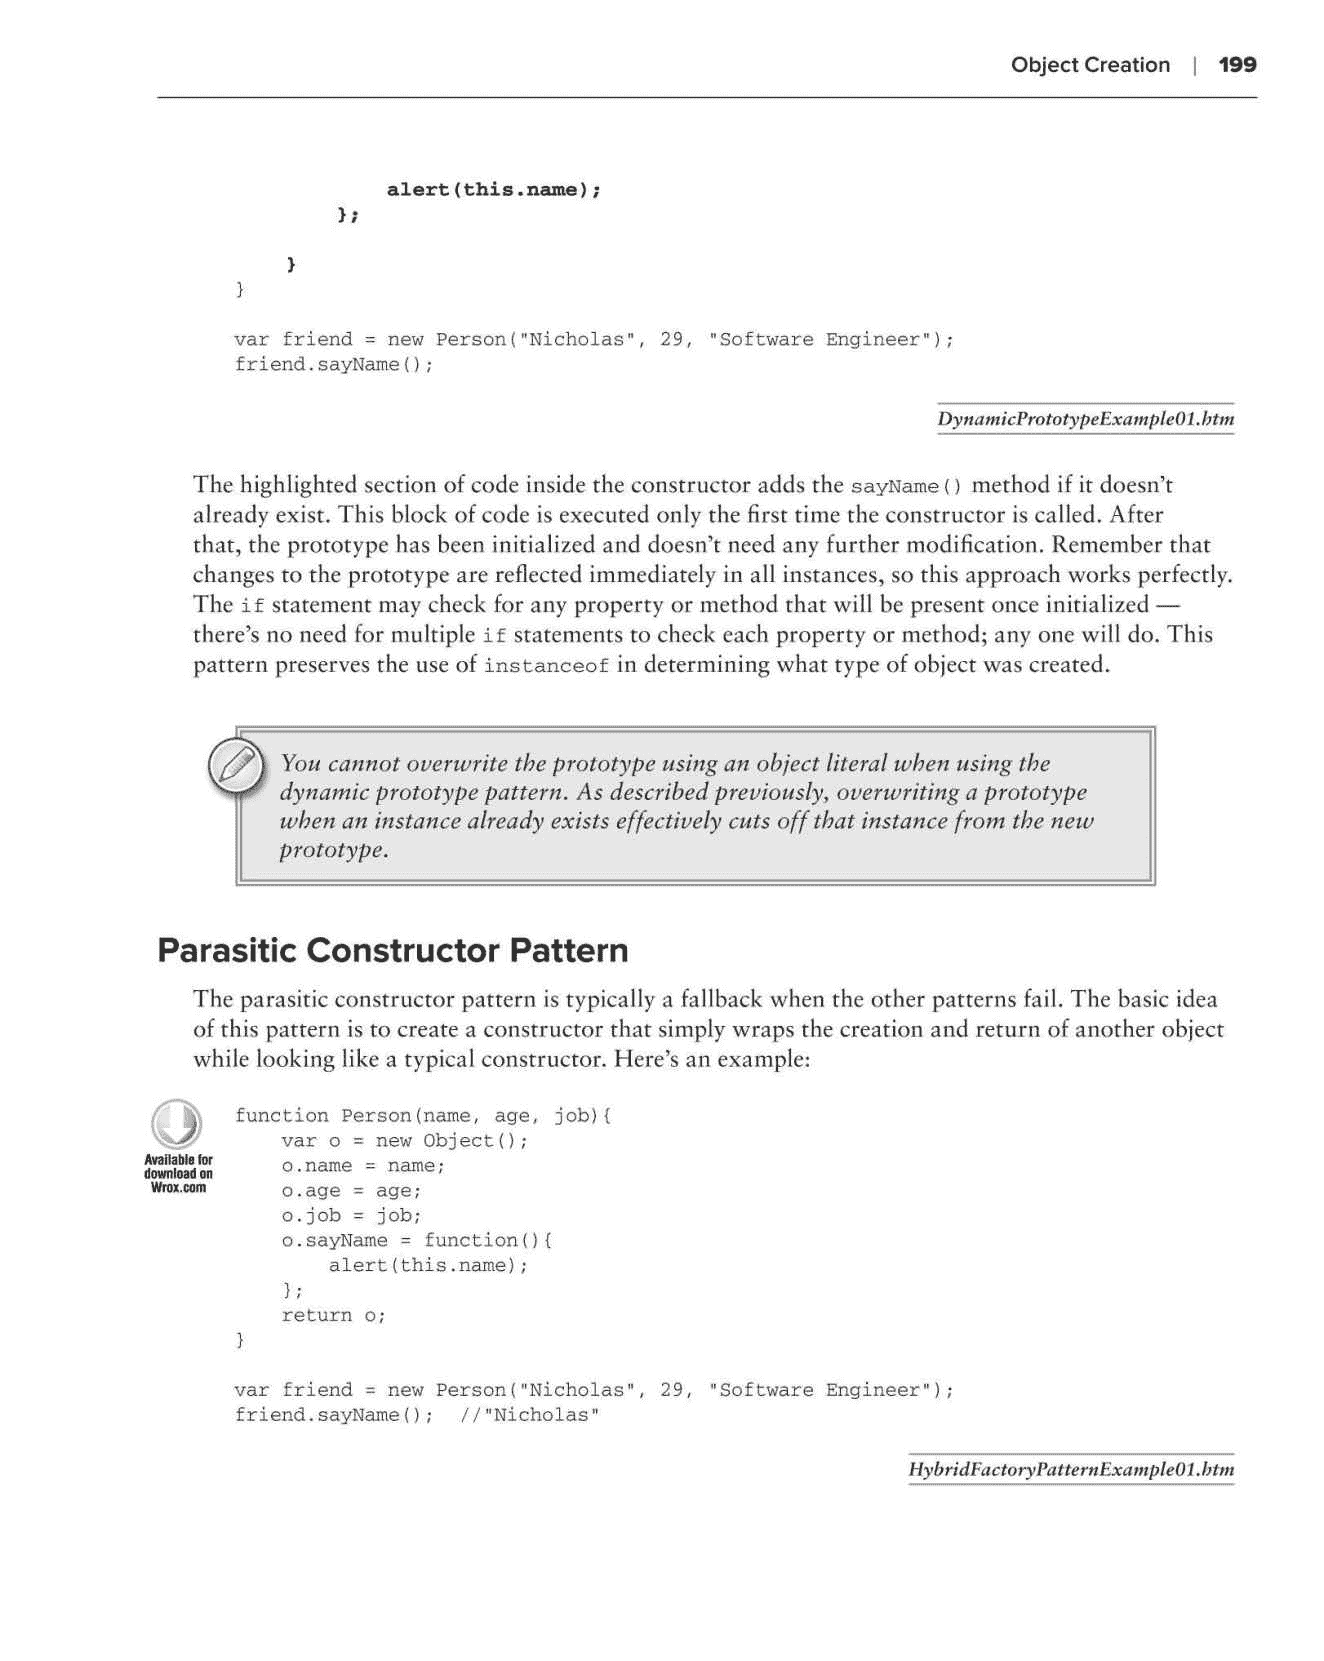 Object Creation | 199
alert(this.name);
};
}
}
var friend = new Person("Nicholas", 29, "Software Engineer");
friend.sayName();
DynamicPrototypeExample01.htm
The highlighted section of code inside the constructor adds the sayName() method if it doesn’t
already exist. This block of code is executed only the first time the constructor is called. After
that, the prototype has been initialized and doesn’t need any further modification. Remember that
changes to the prototype are reflected immediately in all instances, so this approach works perfectly.
The if statement may check for any property or method that will be present once initialized —
there’s no need for multiple if statements to check each property or method; any one will do. This
pattern preserves the use of instanceof in determining what type of object was created.
You cannot overwrite the prototype using an object literal when using the
dynamic prototype pattern. As described previously, overwriting a prototype
when an instance already exists effectively cuts off that instance from the new
prototype.
Parasitic Constructor Pattern
The parasitic constructor pattern is typically a fallback when the other patterns fail. The basic idea
of this pattern is to create a constructor that simply wraps the creation and return of another object
while looking like a typical constructor. Here’s an example:
Available for
download on
Wrox.com
function Person(name, age, job){
var o = new Object();
o.name = name;
o.age = age;
o.job = job;
o.sayName = function(){
alert(this.name);
};
return o;
}
var friend = new Person("Nicholas", 29, "Software Engineer");
friend.sayName(); //"Nicholas"
HybridFactoryPatternExample01.htm